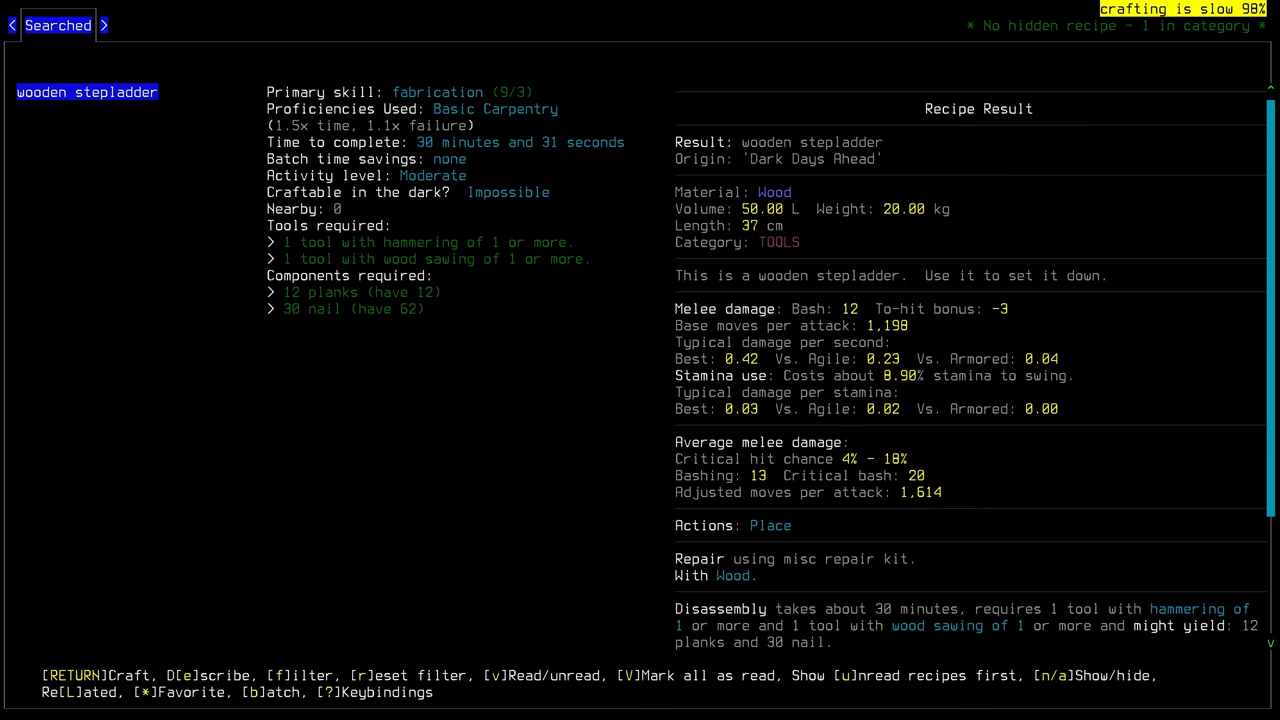 crafting is slow 98%
< Searched >
* No hidden recipe - 1 in category *
wooden stepladder
Primary skill: fabrication (9/3)
Proficiencies Used: Basic Carpentry
(1.5x time, 1.1x failure)
Time to complete: 30 minutes and 31 seconds
Batch time savings: none
Activity level: Moderate
Craftable in the dark? Impossible
Nearby: 0
Tools required:
> 1 tool with hammering of 1 or more.
> 1 tool with wood sawing of 1 or more.
Components required:
> 12 planks (have 12)
> 30 nail (have 62)
Recipe Result
Result: wooden stepladder
Origin: 'Dark Days Ahead'
Material: Wood
Volume: 50.00 L Weight: 20.00 kg
Length: 37 cm
Category: TOOLS
This is a wooden stepladder. Use it to set it down.
Melee damage: Bash: 12 To-hit bonus: -3
Base moves per attack: 1,198
Typical damage per second:
Best: 0.42 Vs. Agile: 0.23 Vs. Armored: 0.04
Stamina use: Costs about 8.90% stamina to swing.
Typical damage per stamina:
Best: 0.03 Vs. Agile: 0.02 Vs. Armored: 0.00
Average melee damage:
Critical hit chance 4% - 18%
Bashing: 13 Critical bash: 20
Adjusted moves per attack: 1,614
Actions: Place
Repair using misc repair kit.
With Wood.
Disassembly takes about 30 minutes, requires 1 tool with hammering of
1 or more and 1 tool with wood sawing of 1 or more and might yield: 12
planks and 30 nail.
[RETURN]Craft, D[e]scribe, [f]ilter, [r]eset filter, [v]Read/unread, [V]Mark all as read, Show [u]nread recipes first, [n/a]Show/hide,
Re[L]ated, [*]Favorite, [b]atch, [?]Keybindings